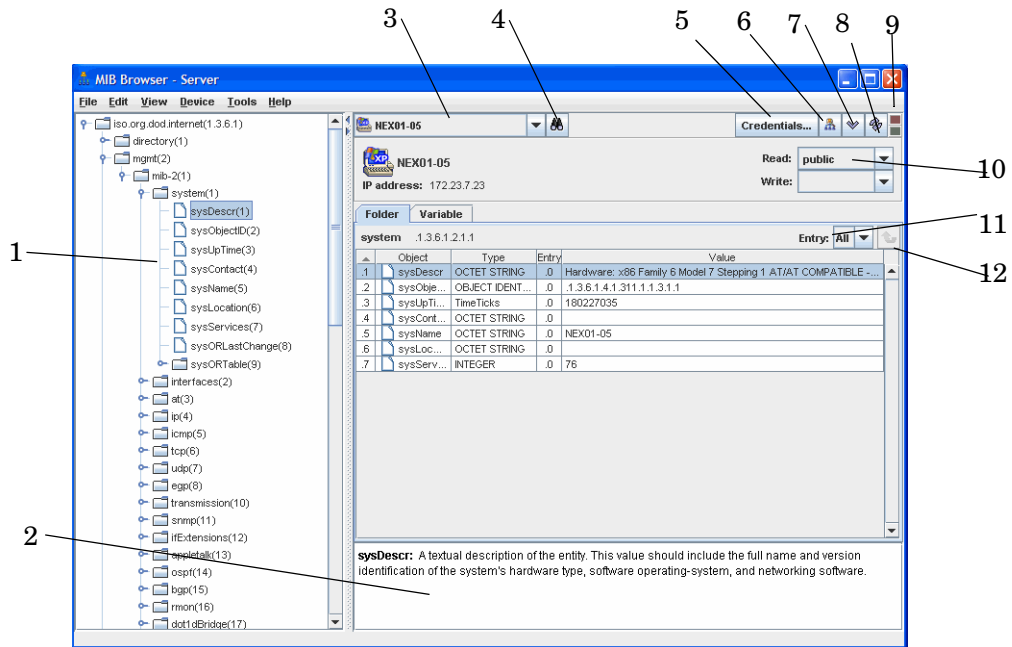 3 4 5 6 7 8 9
MIB Browser - Server
File Edit View Device Tools Help
iso.org.dod.internet(1.3.6.1)
directory(1)
mgmt(2)
mib-2(1)
system(1)
sysDescr(1)
sysObjectID(2)
sysUpTime(3)
sysContact(4)
sysName(5)
sysLocation(6)
sysServices(7)
sysORLastChange(8)
sysORTable(9)
interfaces(2)
at(3)
ip(4)
icmp(5)
tcp(6)
udp(7)
egp(8)
transmission(10)
snmp(11)
ifExtensions(12)
appletalk(13)
ospf(14)
bgp(15)
rmon(16)
dot1dBridge(17)
1
2
NEX01-05
Credentials...
NEX01-05
IP address: 172.23.7.23
Read: public
Write:
10
Folder Variable
11
system .1.3.6.1.2.1.1
Entry: All
12
Object Type Entry Value
.1 sysDescr OCTET STRING .0 Hardware: x86 Family 6 Model 7 Stepping 1 AT/AT COMPATIBLE -...
.2 sysObje... OBJECT IDENT... .0 .1.3.6.1.4.1.311.1.1.3.1.1
.3 sysUpTi... TimeTicks .0 180227035
.4 sysCont... OCTET STRING .0
.5 sysName OCTET STRING .0 NEX01-05
.6 sysLoc... OCTET STRING .0
.7 sysServ... INTEGER .0 76
sysDescr: A textual description of the entity. This value should include the full name and version
identification of the system's hardware type, software operating-system, and networking software.